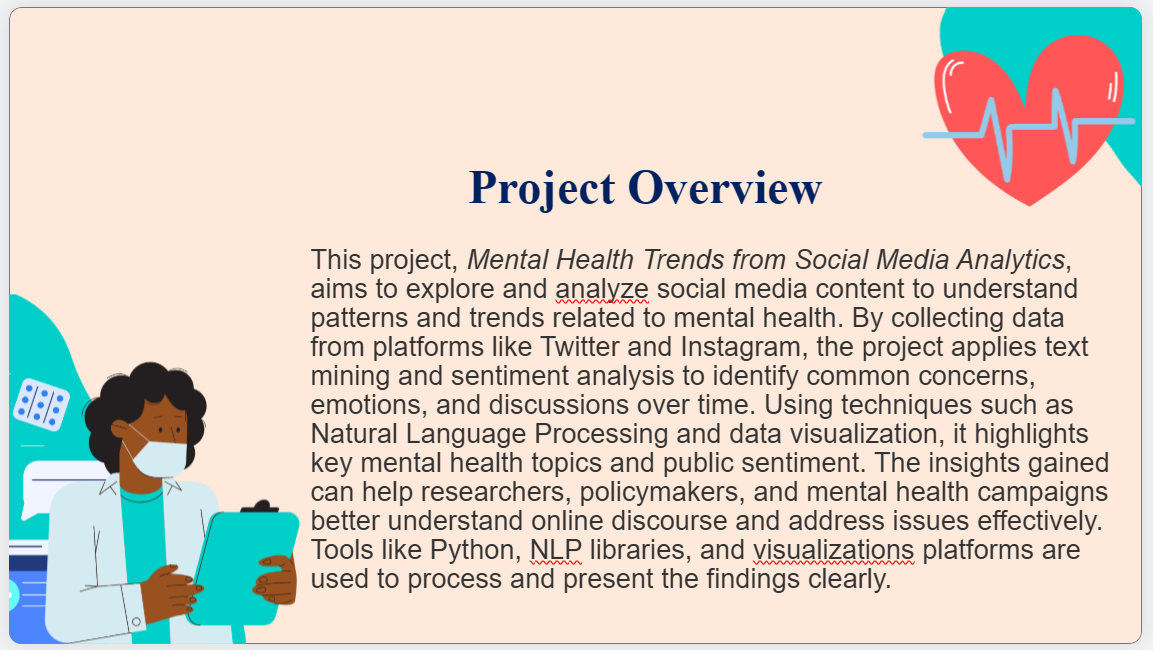 Project Overview
This project, Mental Health Trends from Social Media Analytics,
aims to explore and analyze social media content to understand
patterns and trends related to mental health. By collecting data
from platforms like Twitter and Instagram, the project applies text
mining and sentiment analysis to identify common concerns,
emotions, and discussions over time. Using techniques such as
Natural Language Processing and data visualization, it highlights
key mental health topics and public sentiment. The insights gained
can help researchers, policymakers, and mental health campaigns
better understand online discourse and address issues effectively.
Tools like Python, NLP libraries, and visualizations platforms are
used to process and present the findings clearly.